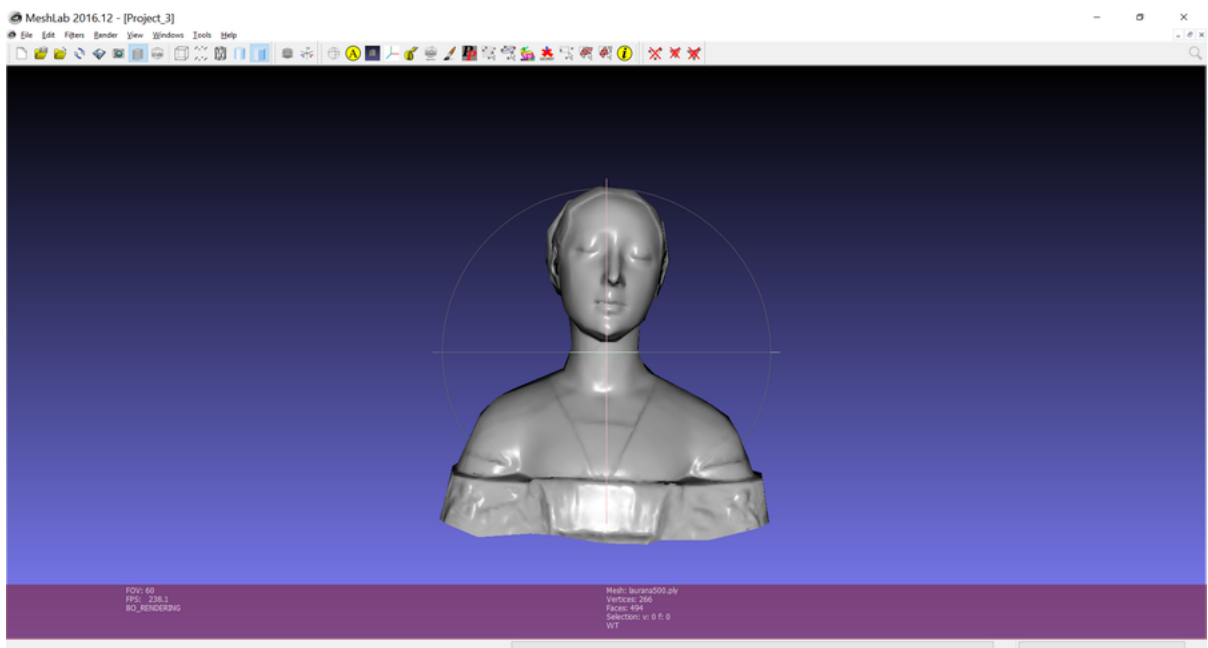 MeshLab 2016.12 - [Project_3]
File Edit Filters Render View Windows Tools Help
FOV: 60
FPS: 238.1
BO_RENDERING
Mesh: laurana500.ply
Vertices: 266
Faces: 494
Selection: v: 0 f: 0
WT